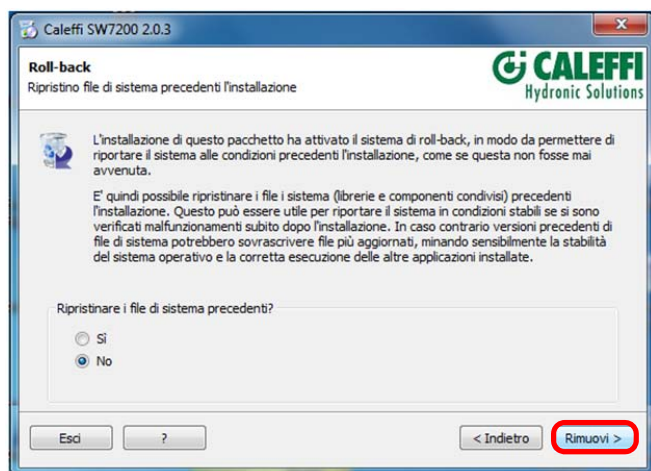 Caleffi SW7200 2.0.3
Roll-back
Ripristino file di sistema precedenti l'installazione
CALEFFI
Hydronic Solutions
L'installazione di questo pacchetto ha attivato il sistema di roll-back, in modo da permettere di
riportare il sistema alle condizioni precedenti l'installazione, come se questa non fosse mai
avvenuta.
E' quindi possibile ripristinare i file i sistema (librerie e componenti condivisi) precedenti
l'installazione. Questo può essere utile per riportare il sistema in condizioni stabili se si sono
verificati malfunzionamenti subito dopo l'installazione. In caso contrario versioni precedenti di
file di sistema potrebbero sovrascrivere file più aggiornati, minando sensibilmente la stabilità
del sistema operativo e la corretta esecuzione delle altre applicazioni installate.
Ripristinare i file di sistema precedenti?
Sì
No
Esci ? < Indietro Rimuovi >